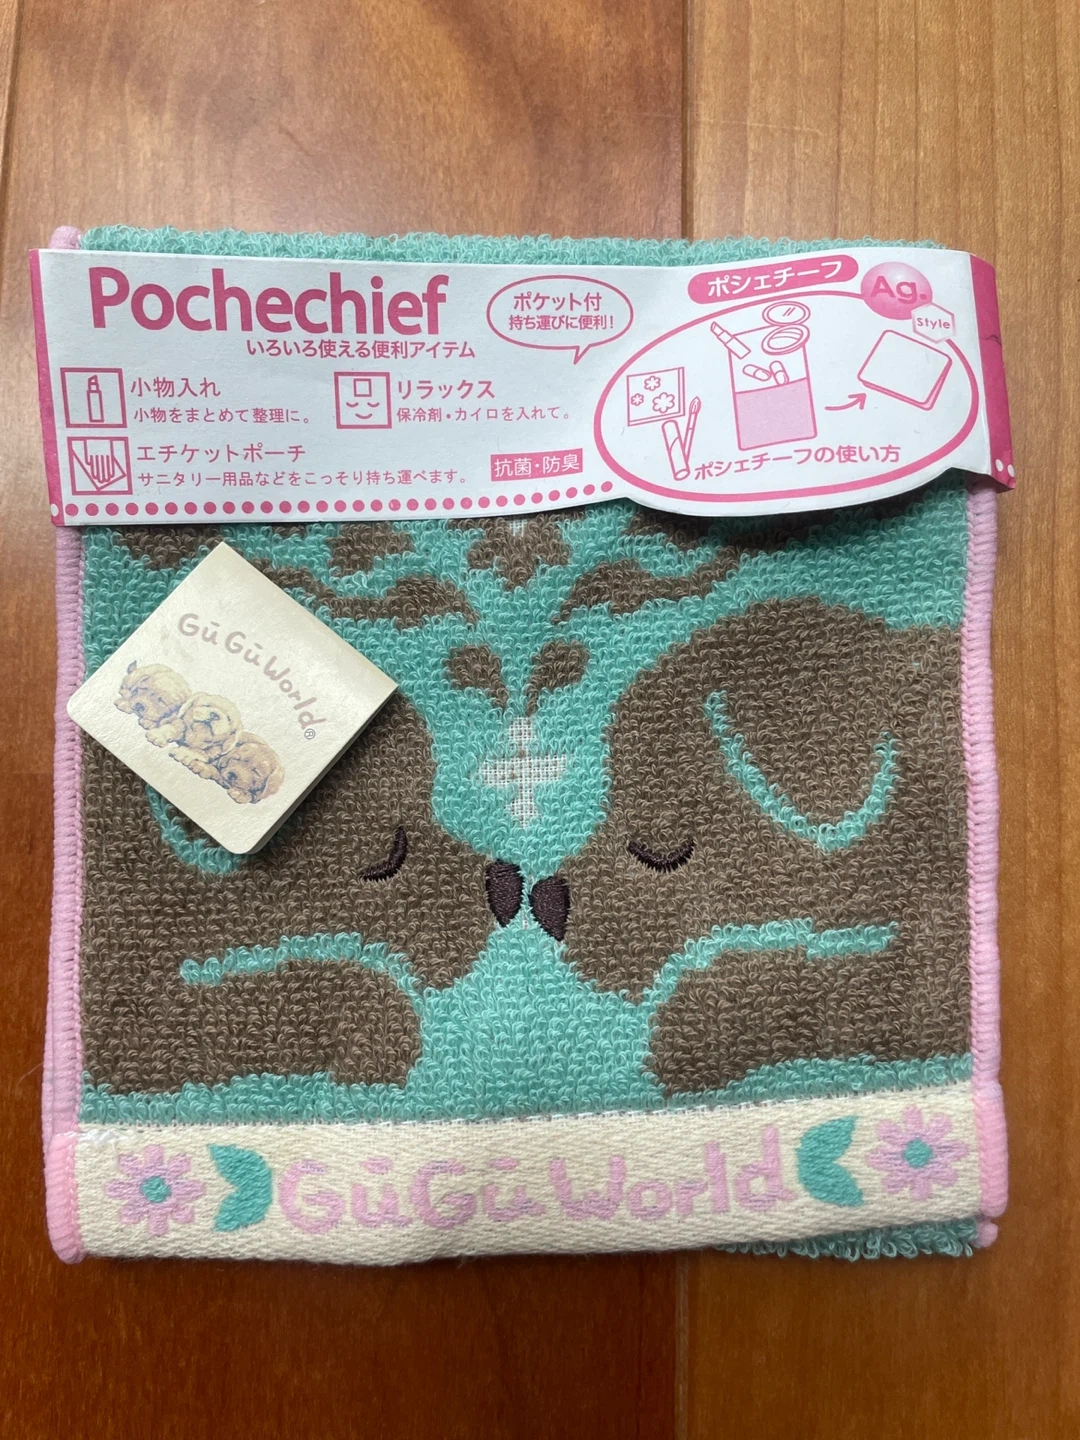 Pochechief
いろいろ使える便利アイテム
ポケット付
持ち運びに便利!
ポシェチーフ
Ag.
Style
小物入れ
小物をまとめて整理に。
リラックス
保冷剤・カイロを入れて。
エチケットポーチ
サニタリー用品などをこっそり持ち運べます。
抗菌・防臭
ポシェチーフの使い方
GūGūWorld®
GūGūWorld